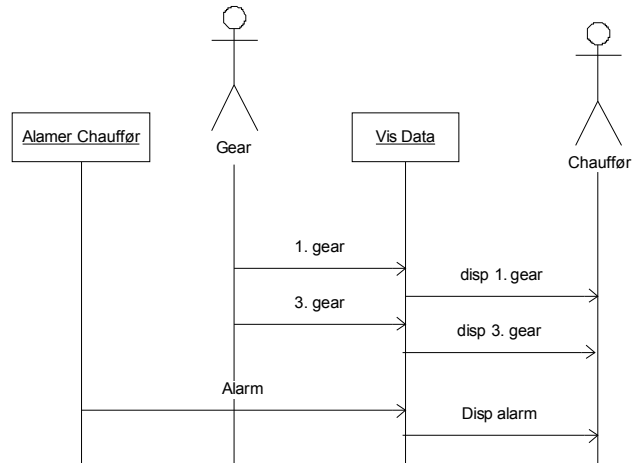 Alamer Chauffør
Gear
Vis Data
Chauffør
1. gear
disp 1. gear
3. gear
disp 3. gear
Alarm
Disp alarm